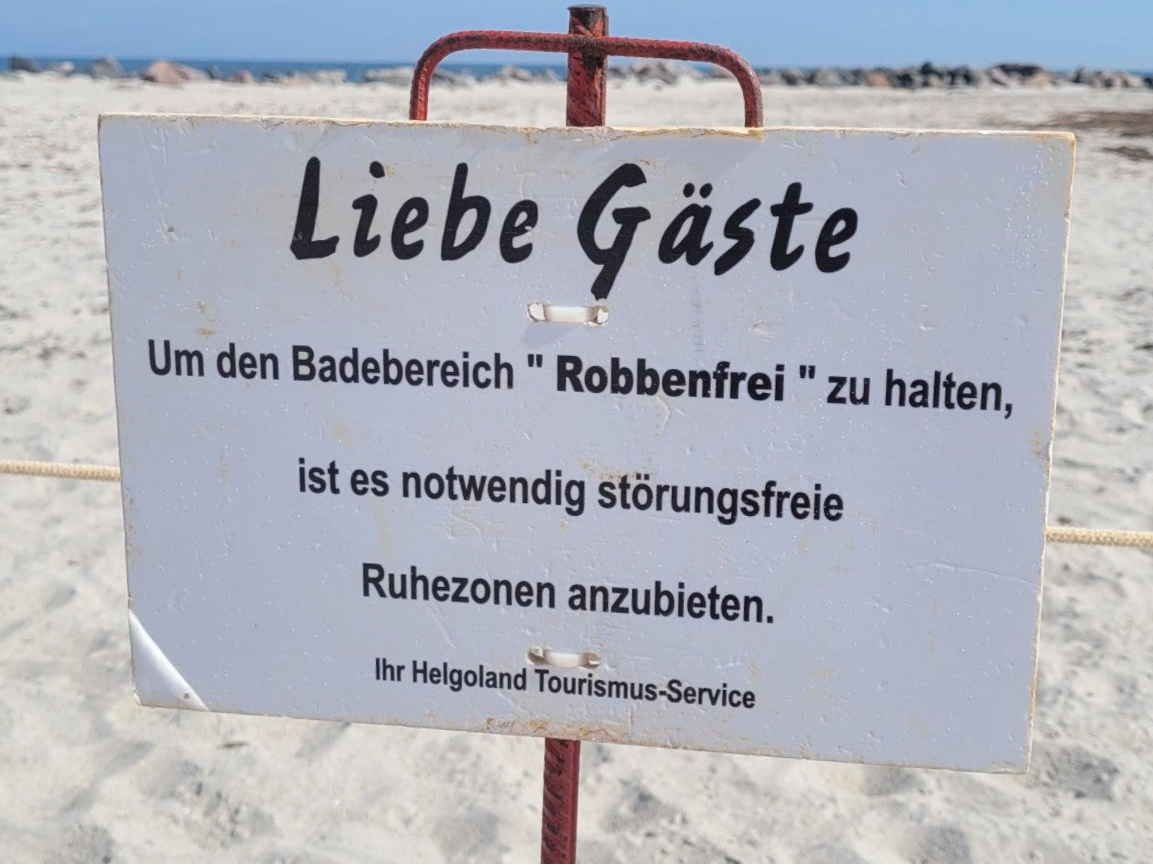 Liebe Gäste
Um den Badebereich " Robbenfrei " zu halten,
ist es notwendig störungsfreie
Ruhezonen anzubieten.
Ihr Helgoland Tourismus-Service